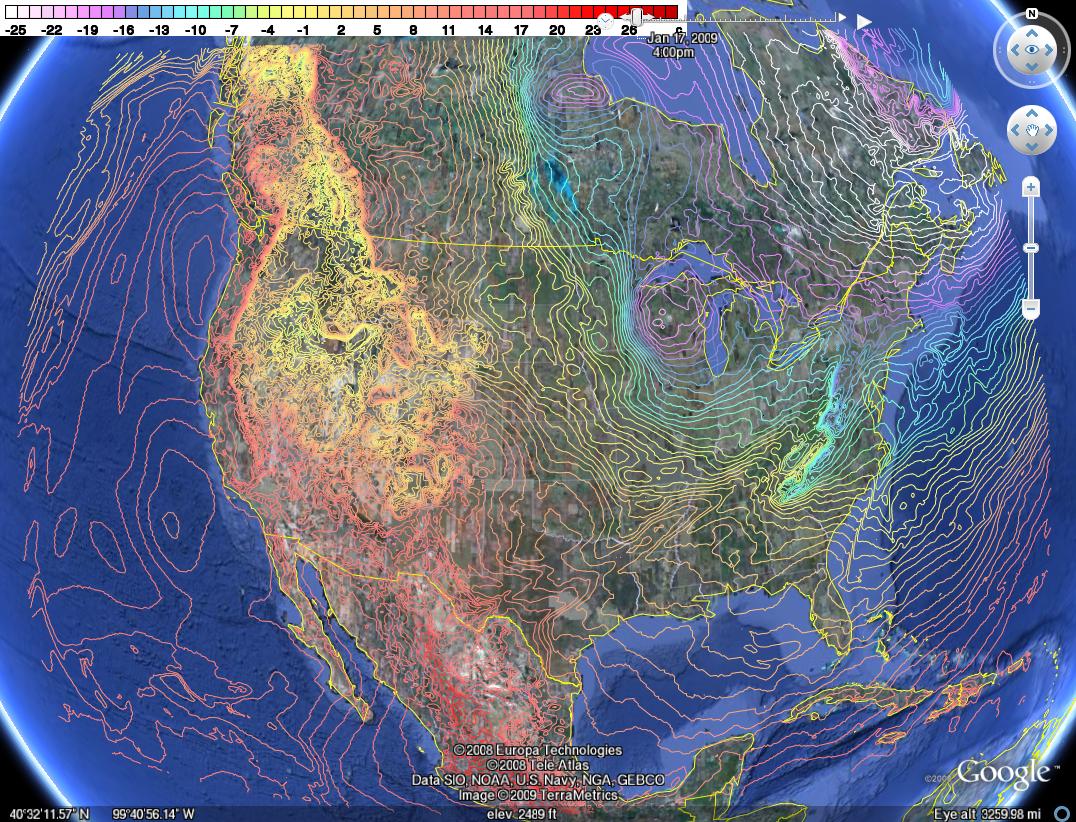 -25 -22 -19 -16 -13 -10 -7 -4 -1 2 5 8 11 14 17 20 23 26 c
N
Jan 17, 2009
4:00pm
©2008 Europa Technologies
©2008 Tele Atlas
Data SIO, NOAA, U.S. Navy, NGA, GEBCO
Image ©2009 TerraMetrics
©2009 Google™
40°32'11.57" N 99°40'56.14" W elev 2489 ft Eye alt 3259.98 mi